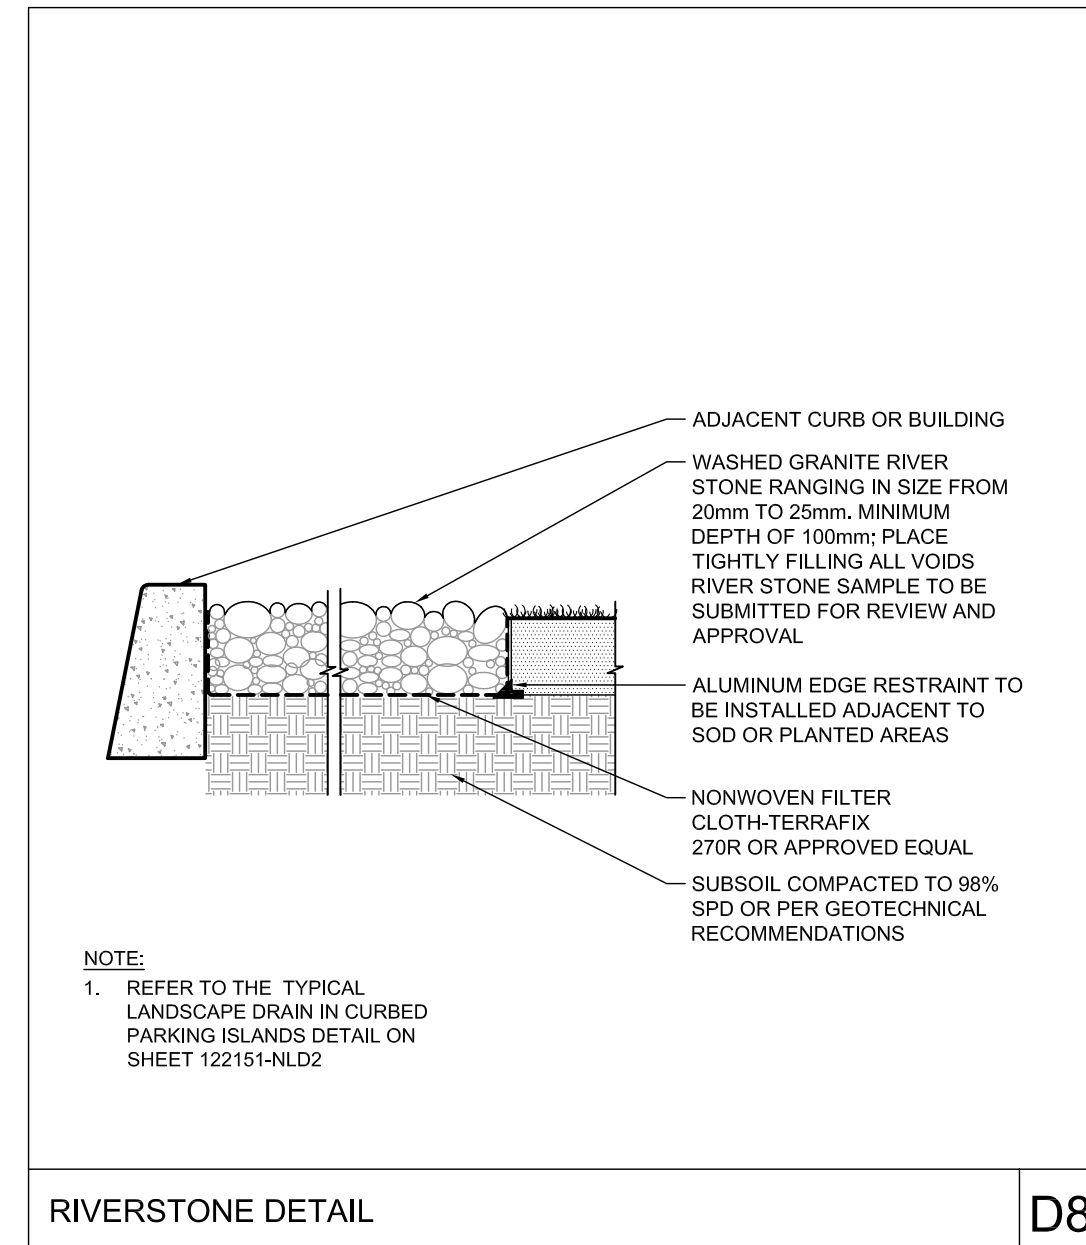 ADJACENT CURB OR BUILDING
WASHED GRANITE RIVER
STONE RANGING IN SIZE FROM
20mm TO 25mm. MINIMUM
DEPTH OF 100mm; PLACE
TIGHTLY FILLING ALL VOIDS
RIVER STONE SAMPLE TO BE
SUBMITTED FOR REVIEW AND
APPROVAL
ALUMINUM EDGE RESTRAINT TO
BE INSTALLED ADJACENT TO
SOD OR PLANTED AREAS
NONWOVEN FILTER
CLOTH-TERRAFIX
270R OR APPROVED EQUAL
SUBSOIL COMPACTED TO 98%
SPD OR PER GEOTECHNICAL
RECOMMENDATIONS
NOTE:
1. REFER TO THE TYPICAL
LANDSCAPE DRAIN IN CURBED
PARKING ISLANDS DETAIL ON
SHEET 122151-NLD2
RIVERSTONE DETAIL
D8